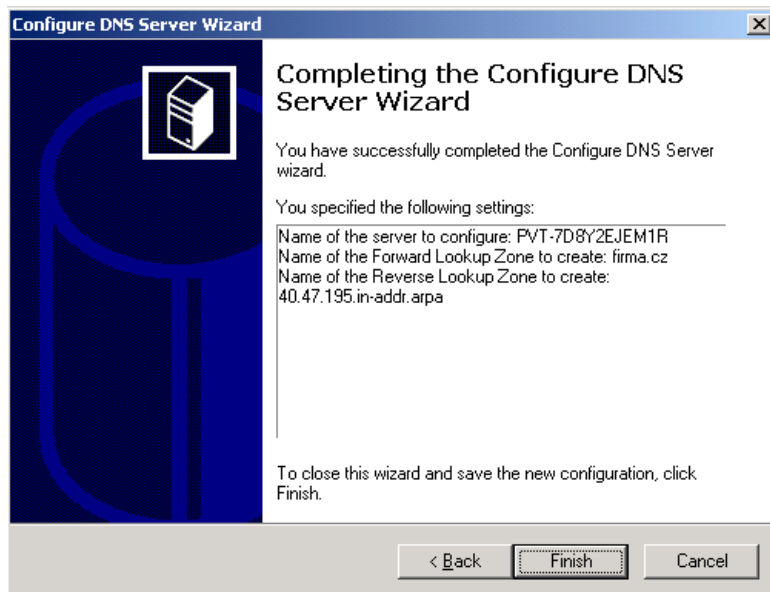 Configure DNS Server Wizard
Completing the Configure DNS
Server Wizard
You have successfully completed the Configure DNS Server
wizard.
You specified the following settings:
Name of the server to configure: PVT-7D8Y2EJEM1R
Name of the Forward Lookup Zone to create: firma.cz
Name of the Reverse Lookup Zone to create:
40.47.195.in-addr.arpa
To close this wizard and save the new configuration, click
Finish.
< Back Finish Cancel